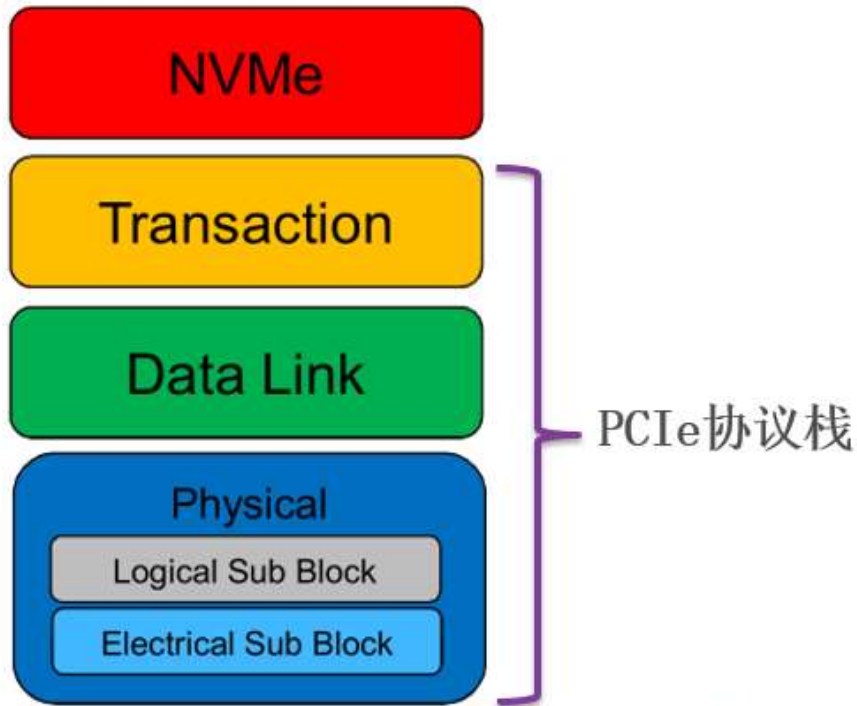 NVMe
Transaction
Data Link
PCIe协议栈
Physical
Logical Sub Block
Electrical Sub Block